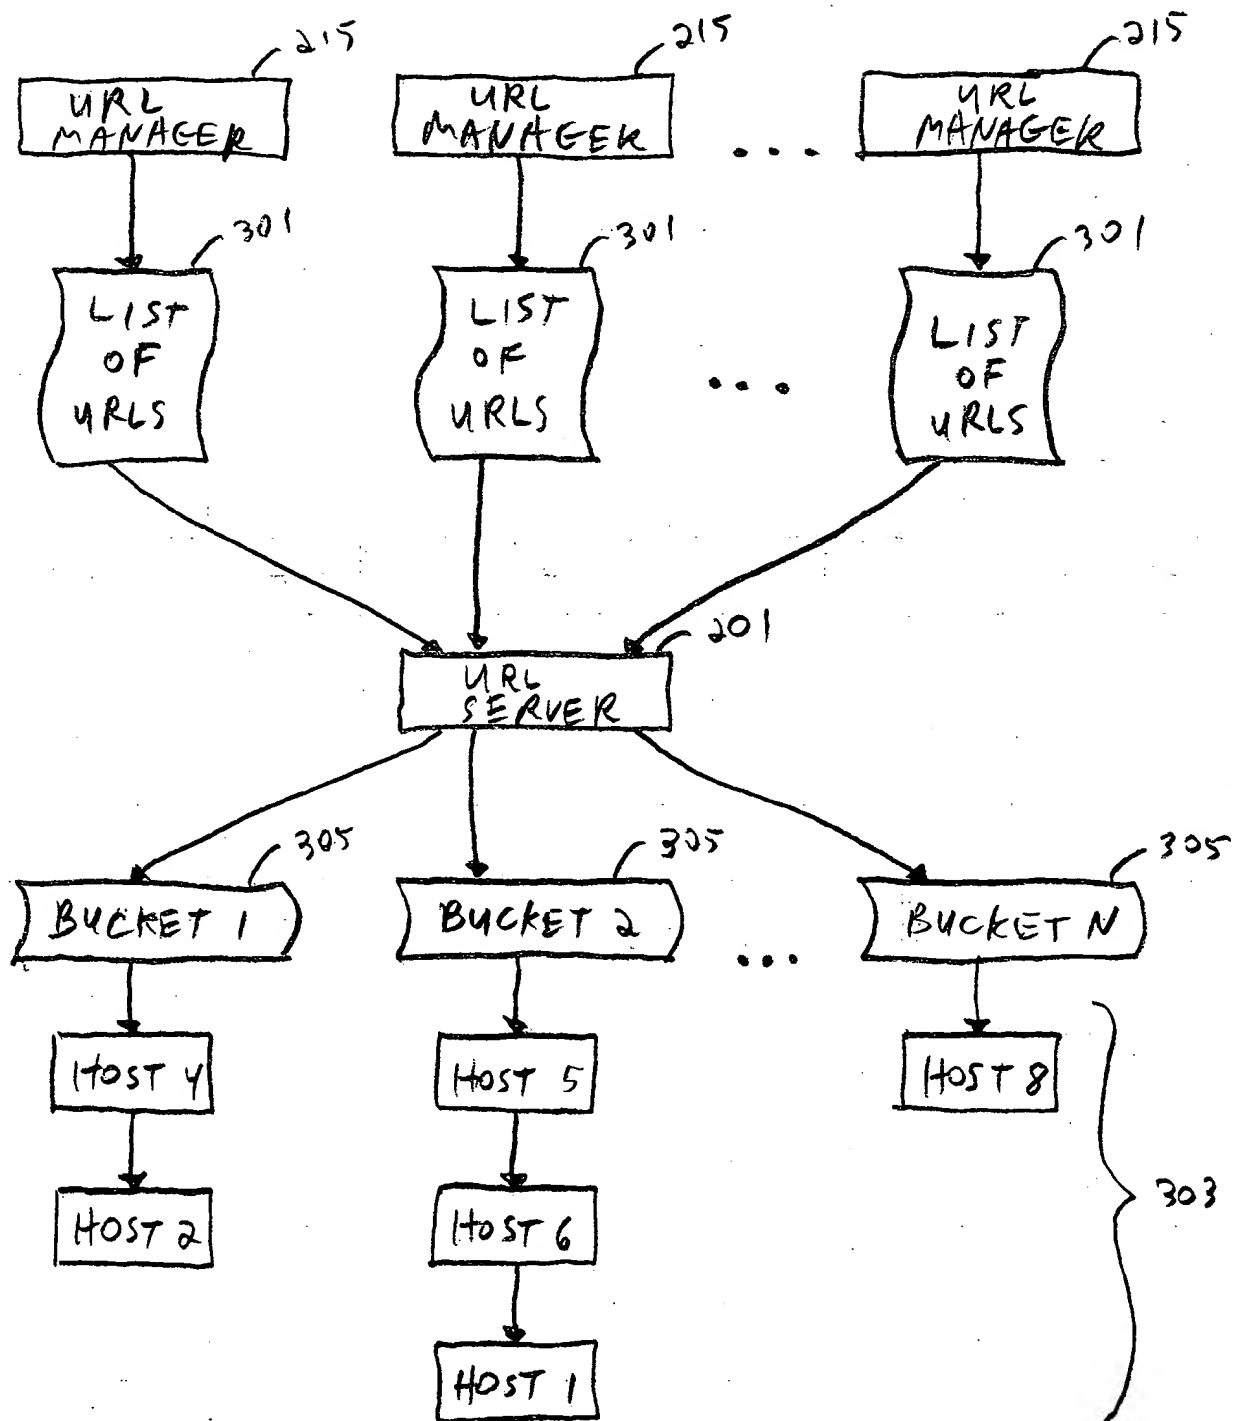 215
215
215
URL
MANAGER
URL
MANAGER
...
URL
MANAGER
301
301
301
LIST
OF
URLS
LIST
OF
URLS
...
LIST
OF
URLS
201
URL
SERVER
305
305
305
BUCKET 1
BUCKET 2
...
BUCKET N
HOST 4
HOST 5
HOST 8
HOST 2
HOST 6
303
HOST 1